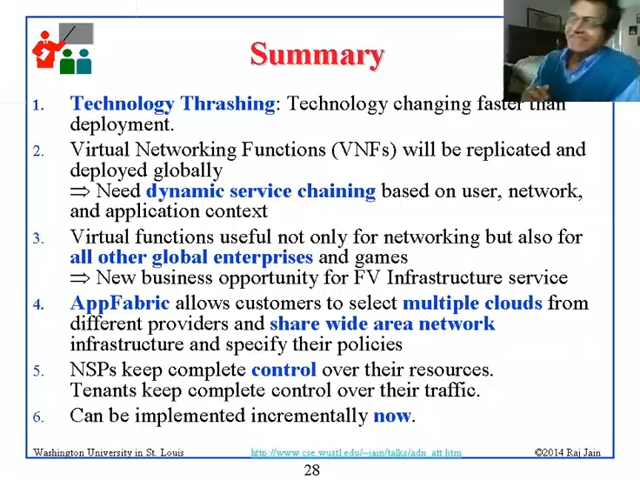 Summary
1. Technology Thrashing: Technology changing faster than
deployment.
2. Virtual Networking Functions (VNFs) will be replicated and
deployed globally
⇒ Need dynamic service chaining based on user, network,
and application context
3. Virtual functions useful not only for networking but also for
all other global enterprises and games
⇒ New business opportunity for FV Infrastructure service
4. AppFabric allows customers to select multiple clouds from
different providers and share wide area network
infrastructure and specify their policies
5. NSPs keep complete control over their resources.
Tenants keep complete control over their traffic.
6. Can be implemented incrementally now.
Washington University in St. Louis http://www.cse.wustl.edu/~jain/talks/adn_att.htm ©2014 Raj Jain
28